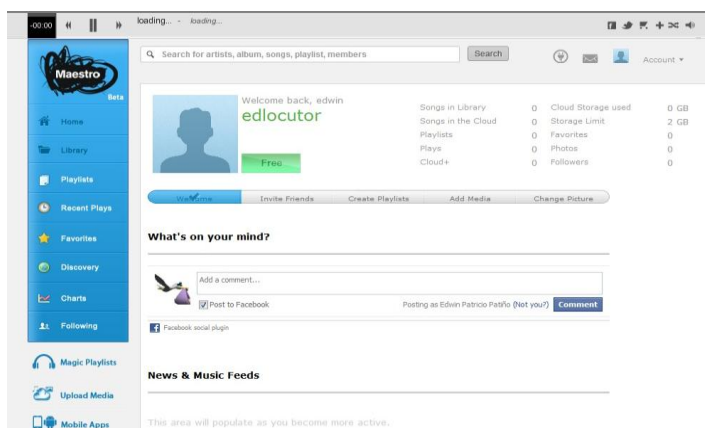 -00:00
loading... - loading...
Maestro
Beta
Search for artists, album, songs, playlist, members
Search
Account
Home
Library
Playlists
Recent Plays
Favorites
Discovery
Charts
Following
Magic Playlists
Upload Media
Mobile Apps
Welcome back, edwin
edlocutor
Free
Songs in Library 0 Cloud Storage used 0 GB
Songs in the Cloud 0 Storage Limit 2 GB
Playlists 0 Favorites 0
Plays 0 Photos 0
Cloud+ 0 Followers 0
Welcome Invite Friends Create Playlists Add Media Change Picture
What's on your mind?
Add a comment...
Post to Facebook
Posting as Edwin Patricio Patiño (Not you?) Comment
Facebook social plugin
News & Music Feeds
This area will populate as you become more active.